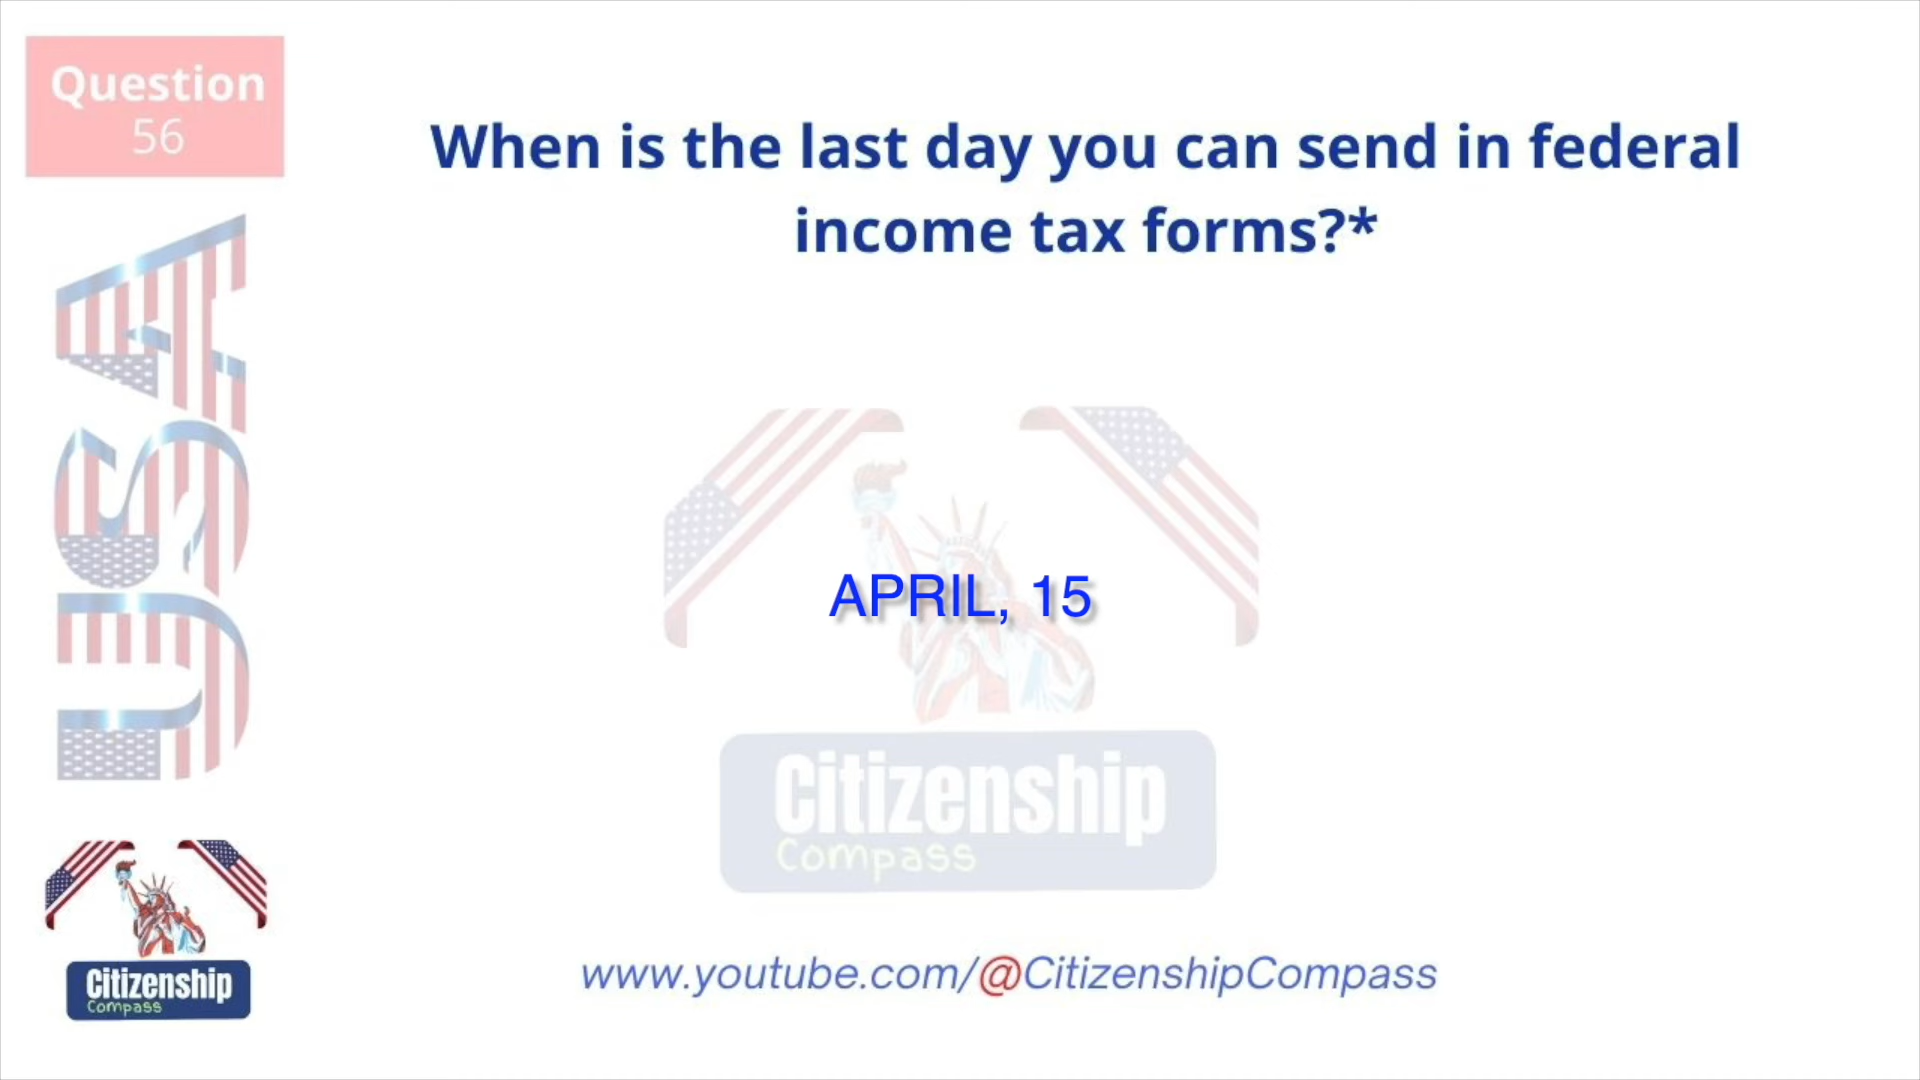 Question
56
When is the last day you can send in federal
income tax forms?*
USA
APRIL, 15
Citizenship
Compass
Citizenship
Compass
www.youtube.com/@CitizenshipCompass